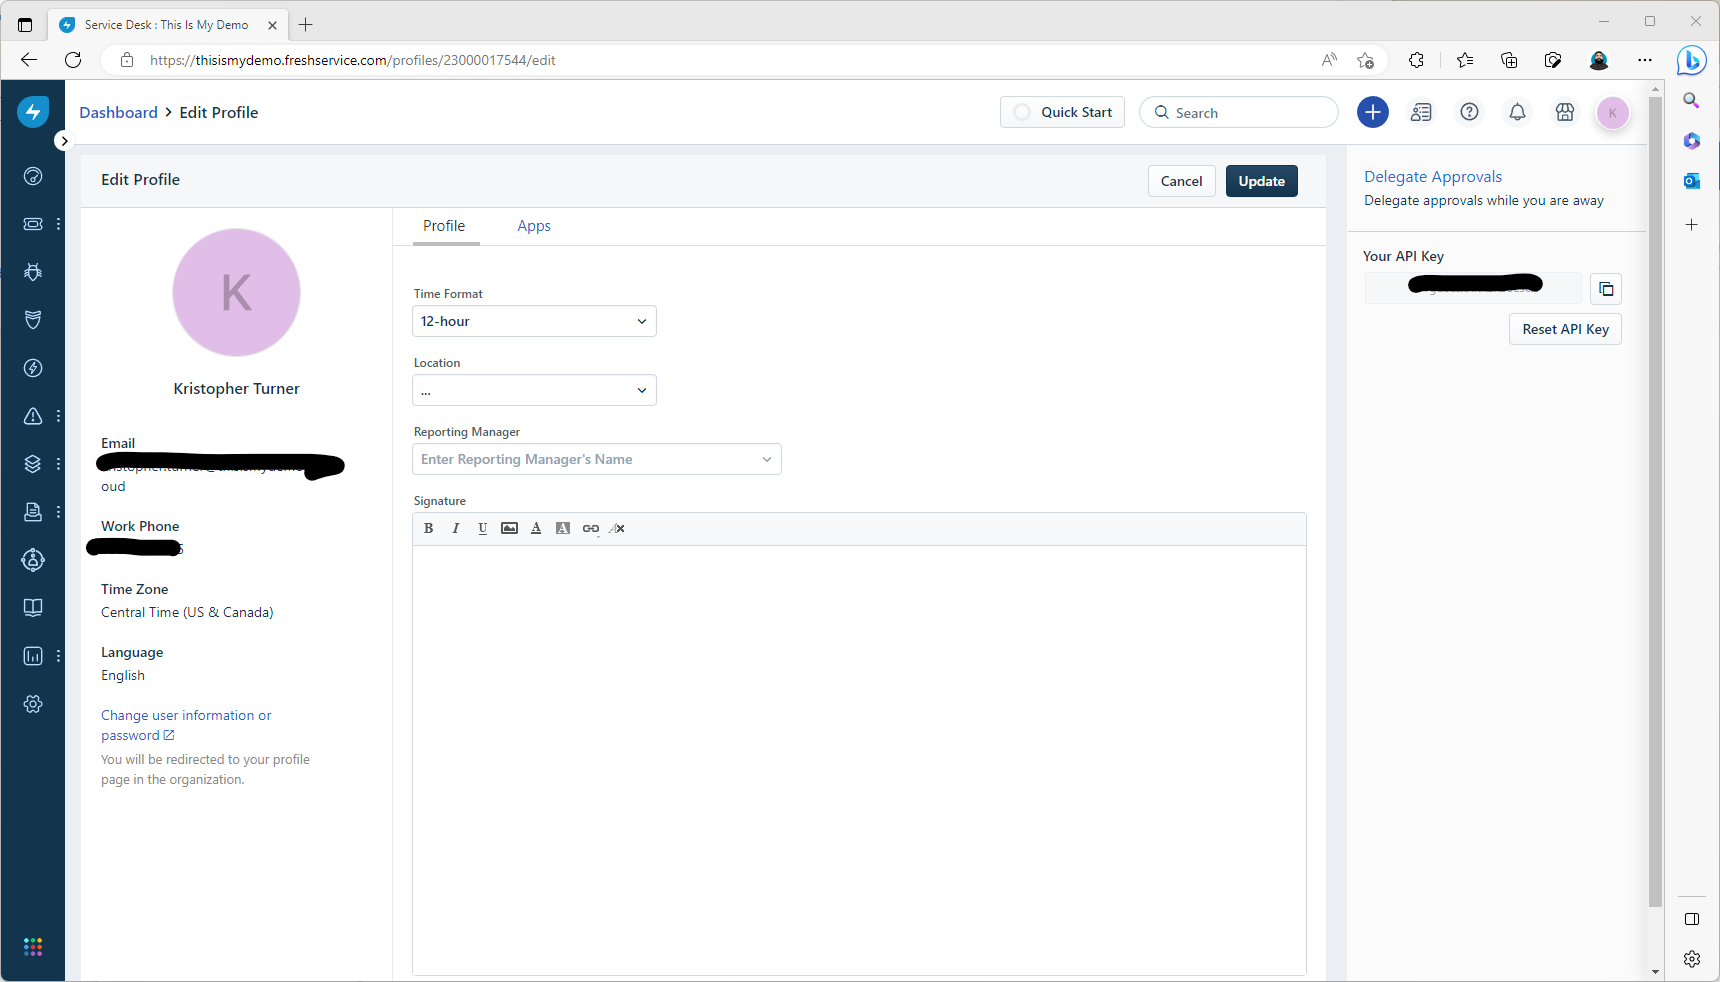 Service Desk : This Is My Demo
https://thisismydemo.freshservice.com/profiles/23000017544/edit
Dashboard > Edit Profile
Quick Start
Search
K
Edit Profile
Cancel
Update
Delegate Approvals
Delegate approvals while you are away
Your API Key
Reset API Key
K
Kristopher Turner
Email
oud
Work Phone
Time Zone
Central Time (US & Canada)
Language
English
Change user information or
password
You will be redirected to your profile
page in the organization.
Profile
Apps
Time Format
12-hour
Location
...
Reporting Manager
Enter Reporting Manager's Name
Signature
B I U A A